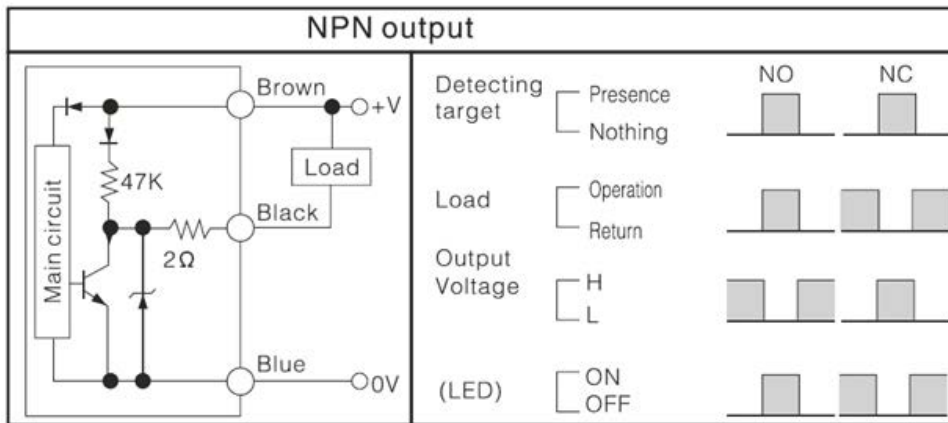 NPN output
Brown
+V
Load
47K
Black
2Ω
Main circuit
Blue
0V
NO NC
Detecting target
Presence
Nothing
Load
Operation
Return
Output Voltage
H
L
(LED)
ON
OFF